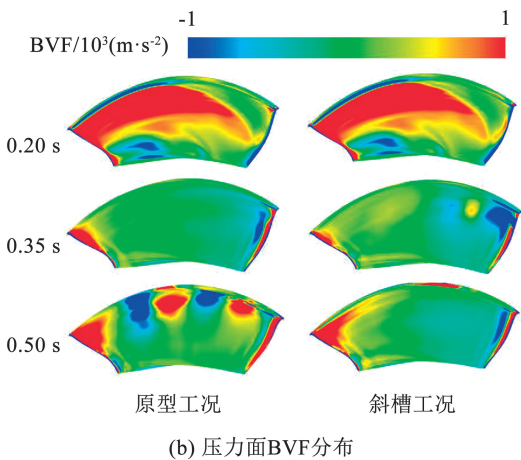 -1 1
BVF/10³(m·s⁻²)
0.20 s
0.35 s
0.50 s
原型工况 斜槽工况
(b) 压力面BVF分布